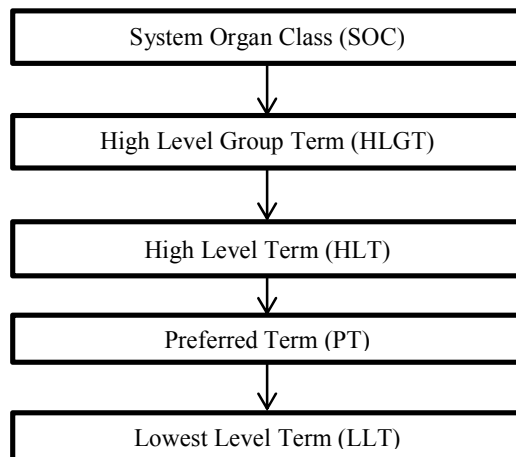 System Organ Class (SOC)
High Level Group Term (HLGT)
High Level Term (HLT)
Preferred Term (PT)
Lowest Level Term (LLT)